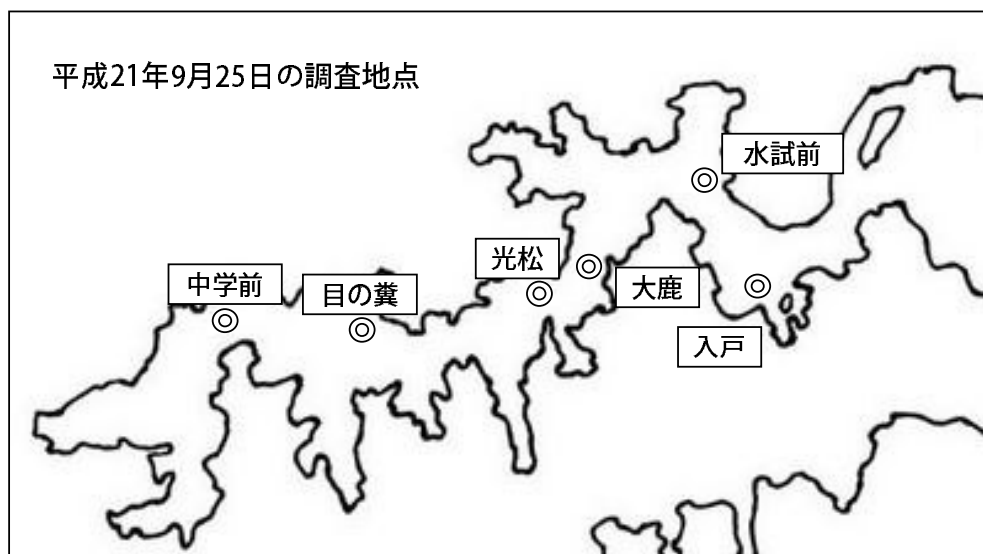 平成21年9月25日の調査地点
水試前
光松
中学前
目の糞
大鹿
入戸